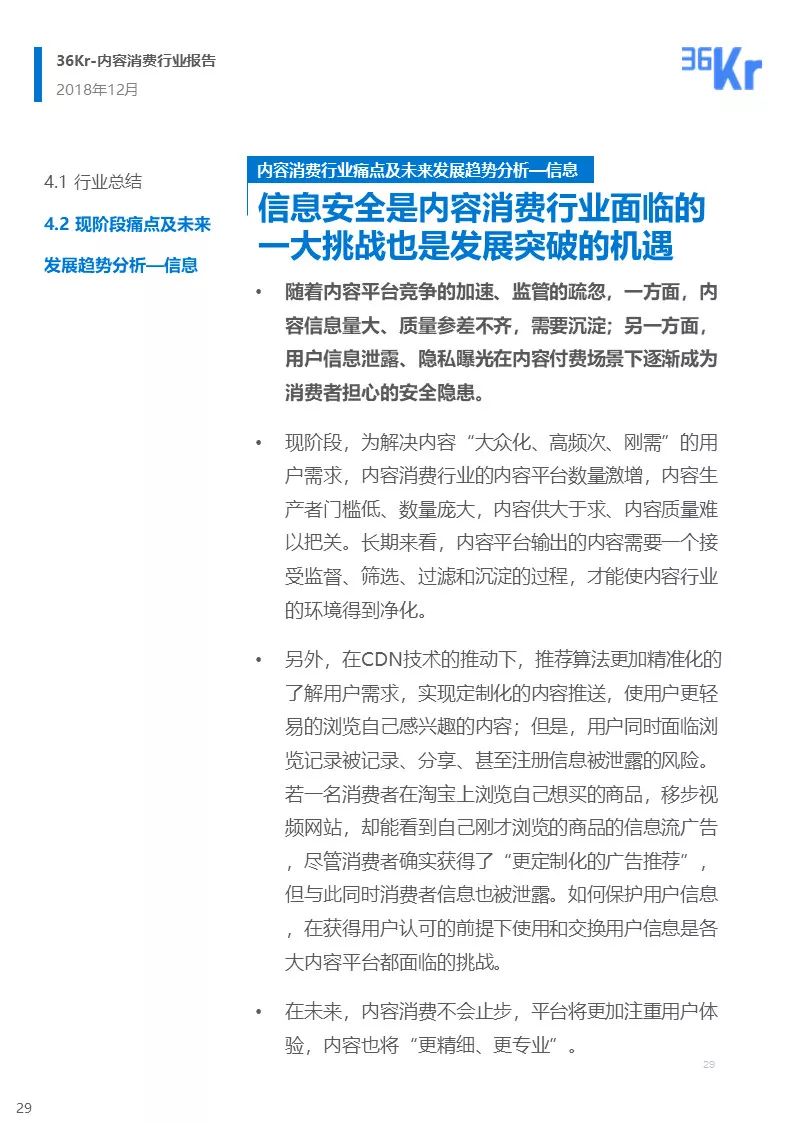 36Kr-内容消费行业报告
2018年12月
36Kr
4.1 行业总结
4.2 现阶段痛点及未来
发展趋势分析—信息
内容消费行业痛点及未来发展趋势分析—信息
信息安全是内容消费行业面临的
一大挑战也是发展突破的机遇
• 随着内容平台竞争的加速、监管的疏忽，一方面，内
容信息量大、质量参差不齐，需要沉淀；另一方面，
用户信息泄露、隐私曝光在内容付费场景下逐渐成为
消费者担心的安全隐患。
• 现阶段，为解决内容“大众化、高频次、刚需”的用
户需求，内容消费行业的内容平台数量激增，内容生
产者门槛低、数量庞大，内容供大于求、内容质量难
以把关。长期来看，内容平台输出的内容需要一个接
受监督、筛选、过滤和沉淀的过程，才能使内容行业
的环境得到净化。
• 另外，在CDN技术的推动下，推荐算法更加精准化的
了解用户需求，实现定制化的内容推送，使用户更轻
易的浏览自己感兴趣的内容；但是，用户同时面临浏
览记录被记录、分享、甚至注册信息被泄露的风险。
若一名消费者在淘宝上浏览自己想买的商品，移步视
频网站，却能看到自己刚才浏览的商品的信息流广告
，尽管消费者确实获得了“更定制化的广告推荐”，
但与此同时消费者信息也被泄露。如何保护用户信息
，在获得用户认可的前提下使用和交换用户信息是各
大内容平台都面临的挑战。
• 在未来，内容消费不会止步，平台将更加注重用户体
验，内容也将“更精细、更专业”。
29
29